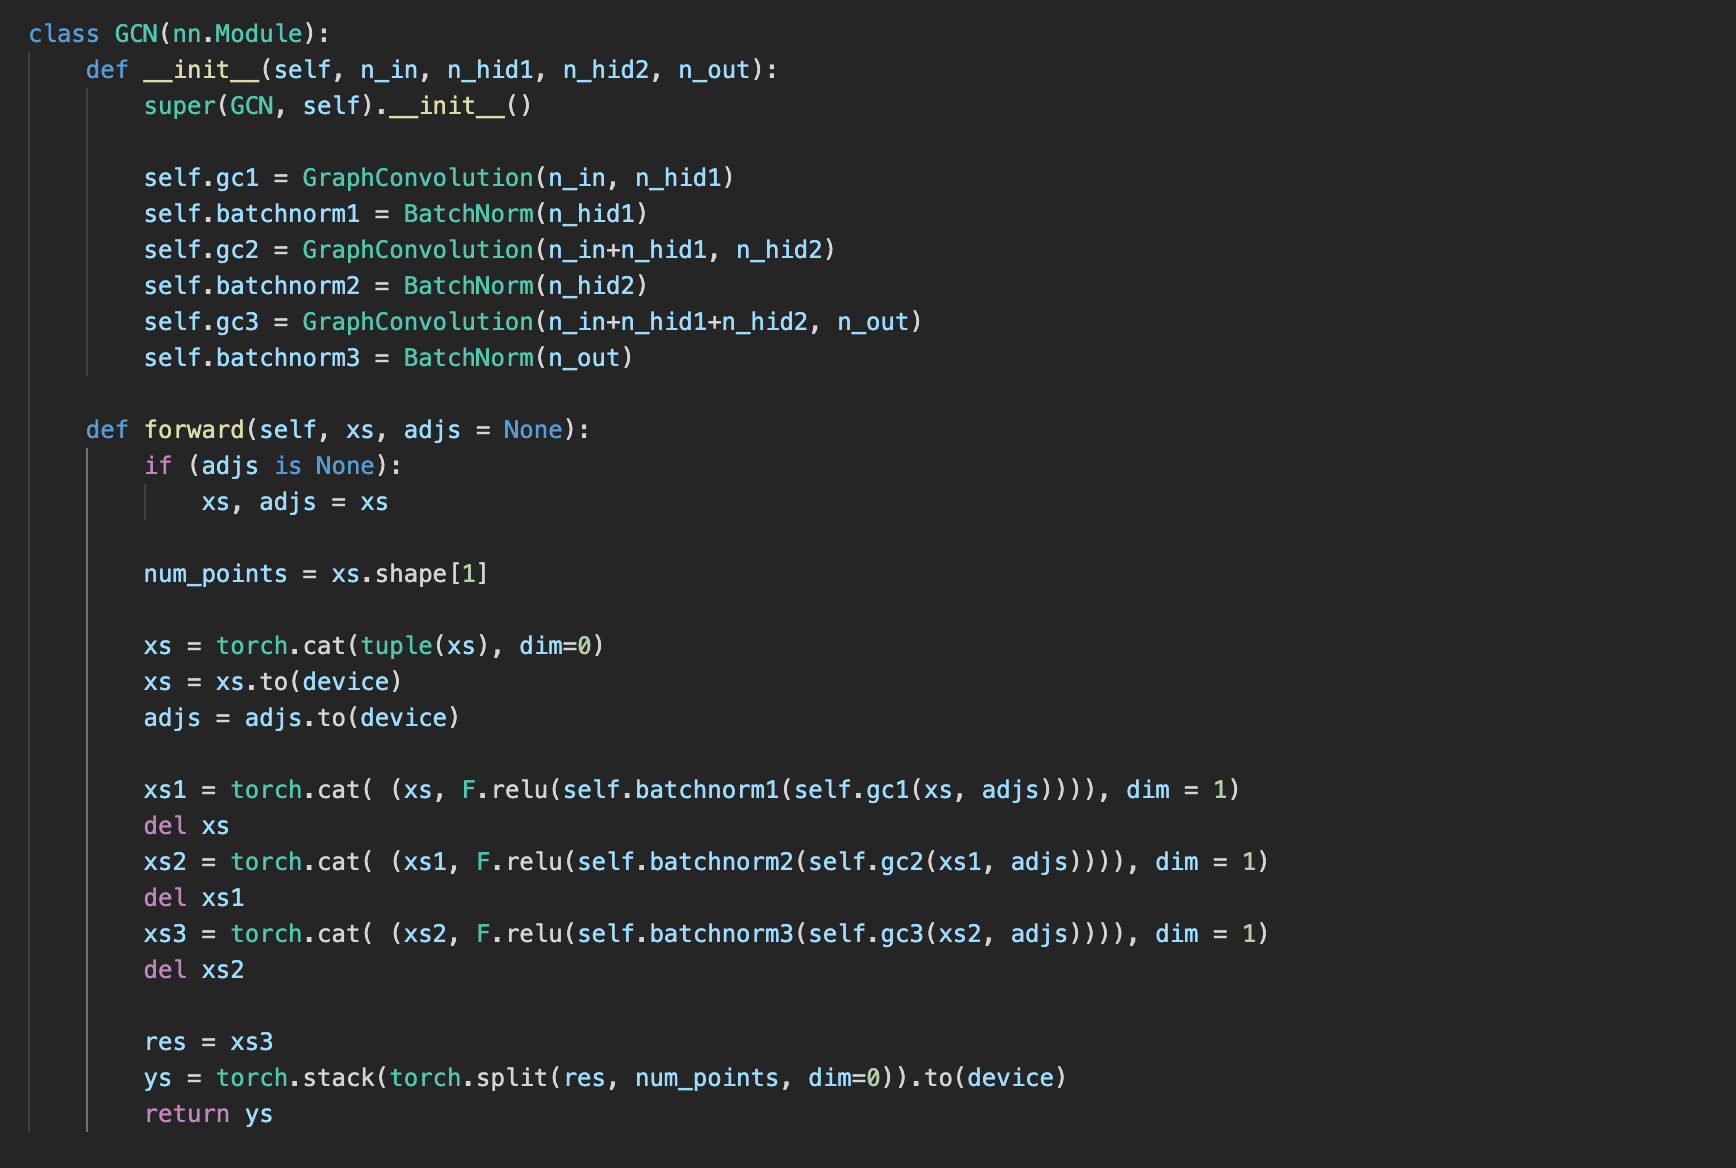 class GCN(nn.Module):
    def __init__(self, n_in, n_hid1, n_hid2, n_out):
        super(GCN, self).__init__()

        self.gc1 = GraphConvolution(n_in, n_hid1)
        self.batchnorm1 = BatchNorm(n_hid1)
        self.gc2 = GraphConvolution(n_in+n_hid1, n_hid2)
        self.batchnorm2 = BatchNorm(n_hid2)
        self.gc3 = GraphConvolution(n_in+n_hid1+n_hid2, n_out)
        self.batchnorm3 = BatchNorm(n_out)

    def forward(self, xs, adjs = None):
        if (adjs is None):
            xs, adjs = xs

        num_points = xs.shape[1]

        xs = torch.cat(tuple(xs), dim=0)
        xs = xs.to(device)
        adjs = adjs.to(device)

        xs1 = torch.cat( (xs, F.relu(self.batchnorm1(self.gc1(xs, adjs)))), dim = 1)
        del xs
        xs2 = torch.cat( (xs1, F.relu(self.batchnorm2(self.gc2(xs1, adjs)))), dim = 1)
        del xs1
        xs3 = torch.cat( (xs2, F.relu(self.batchnorm3(self.gc3(xs2, adjs)))), dim = 1)
        del xs2

        res = xs3
        ys = torch.stack(torch.split(res, num_points, dim=0)).to(device)
        return ys